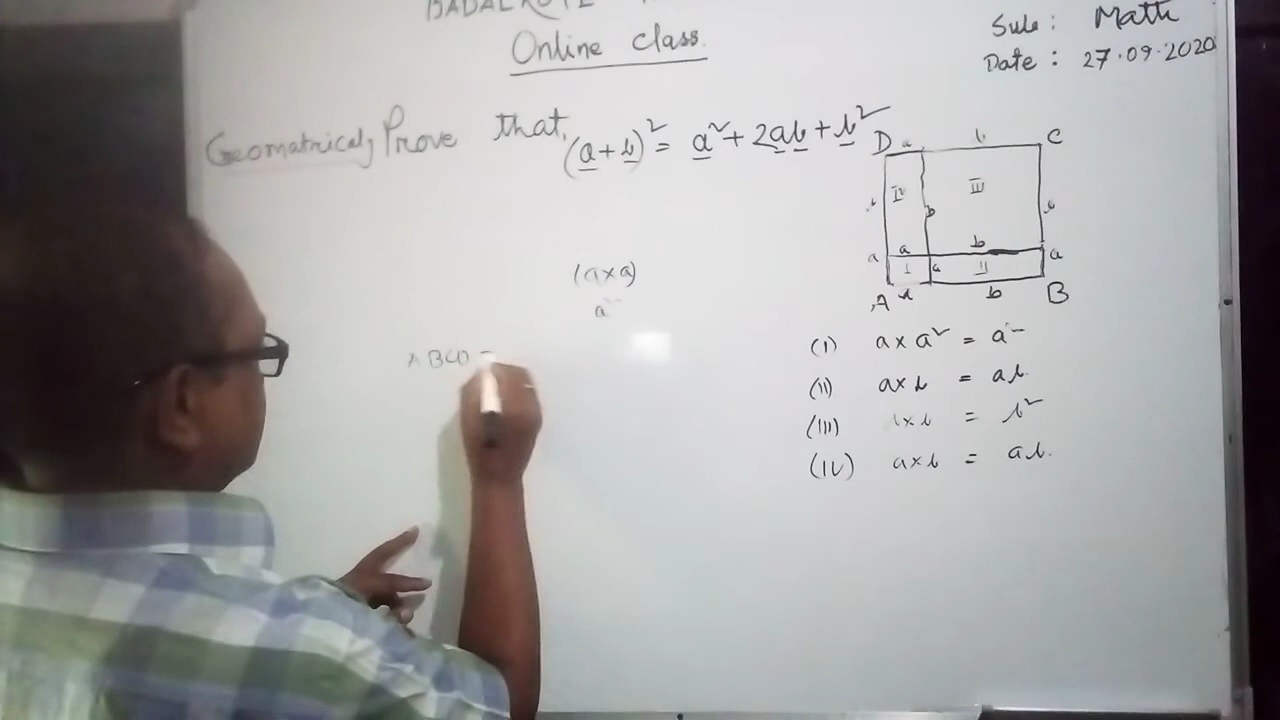 Online class.
Sub: Math
Date: 27.09.2020
Geomatrical, Prove that, (a+b)² = a²+2ab+b²
D a b C
IV III
b b b
a a b a
I a II
A a b B
(a×a)
a²
ABCD =
(I) a×a² = a²
(II) a×b = ab.
(III) b×b = b²
(IV) a×b = ab.